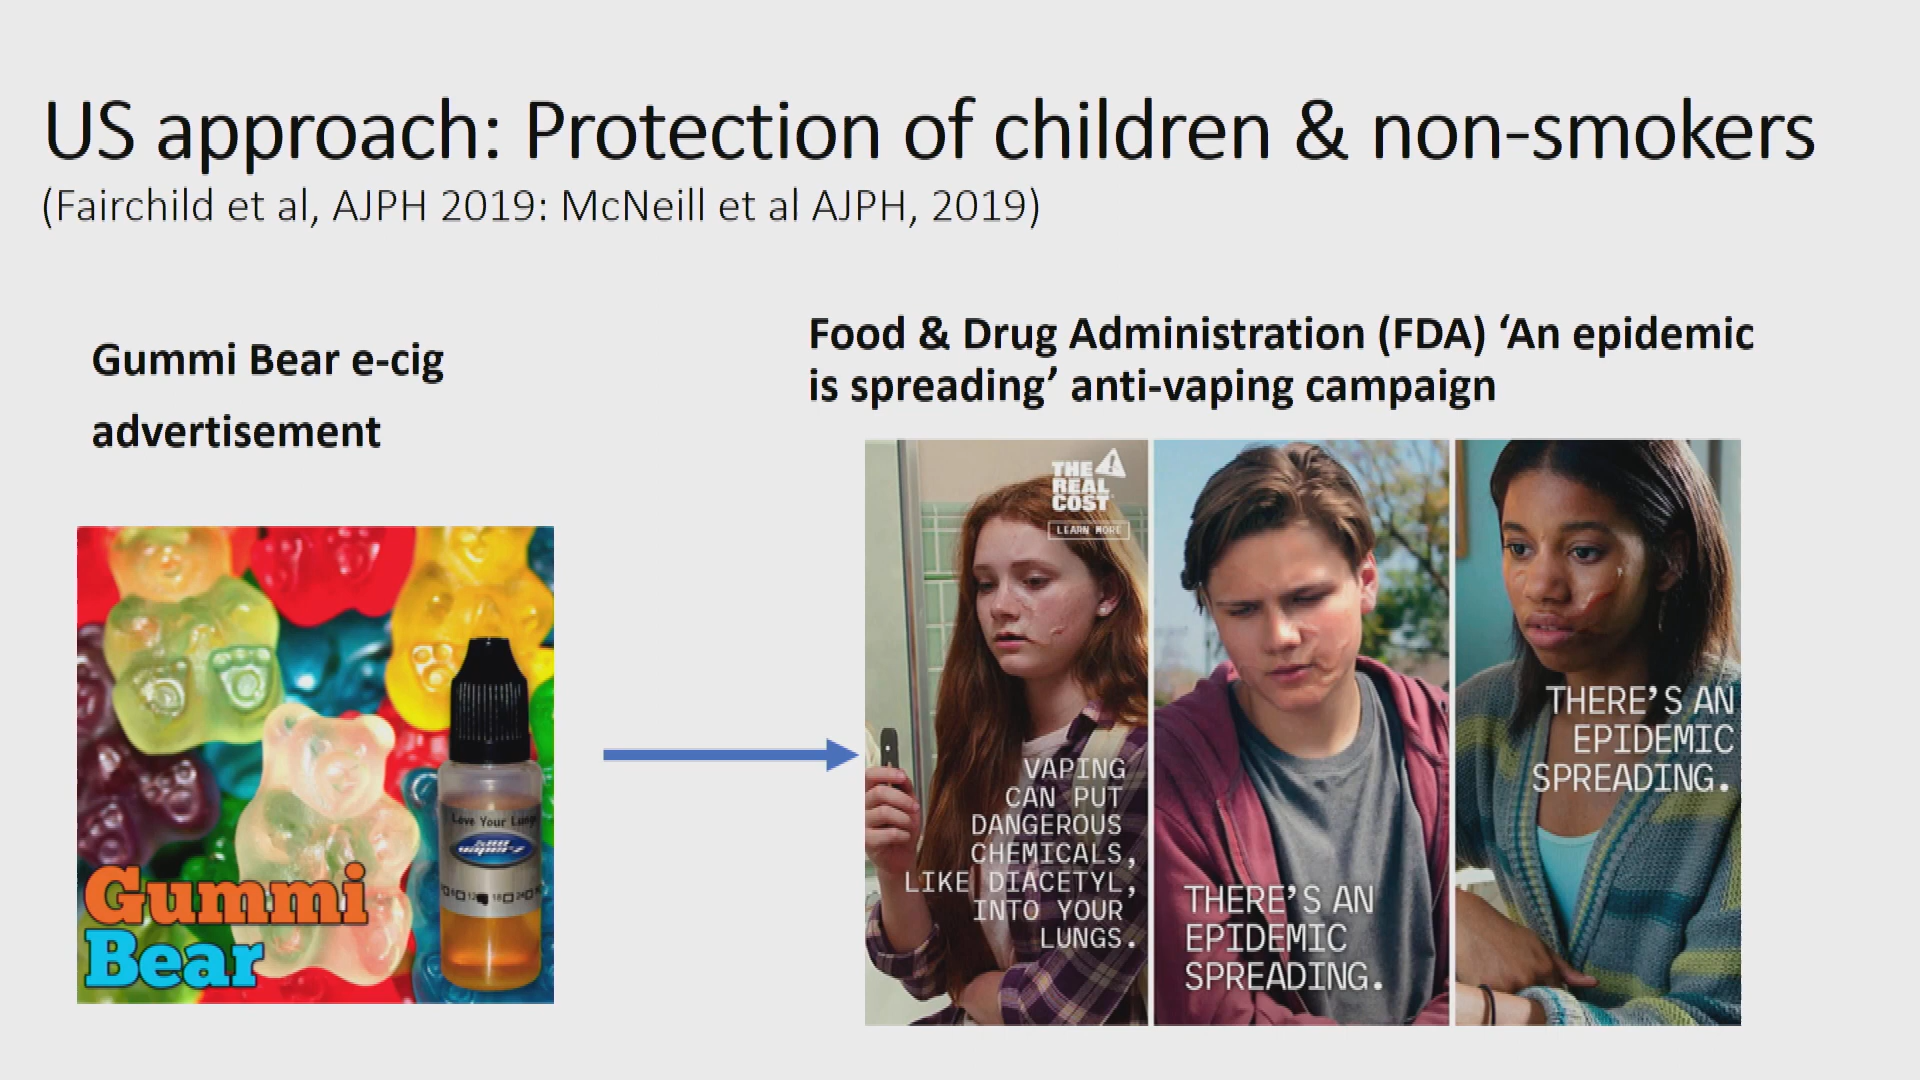 US approach: Protection of children & non-smokers
(Fairchild et al, AJPH 2019: McNeill et al AJPH, 2019)
Gummi Bear e-cig
advertisement
Food & Drug Administration (FDA) ‘An epidemic
is spreading’ anti-vaping campaign
Love Your Lungs
Gummi
Bear
THE
REAL
COST
LEARN MORE
VAPING
CAN PUT
DANGEROUS
CHEMICALS,
LIKE DIACETYL,
INTO YOUR
LUNGS.
THERE’S AN
EPIDEMIC
SPREADING.
THERE’S AN
EPIDEMIC
SPREADING.